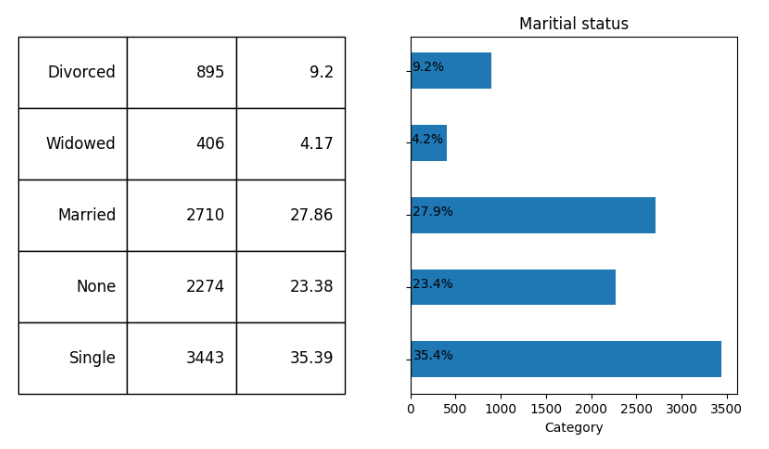 Maritial status
Divorced 895 9.2
Widowed 406 4.17
Married 2710 27.86
None 2274 23.38
Single 3443 35.39
9.2%
4.2%
27.9%
23.4%
35.4%
0 500 1000 1500 2000 2500 3000 3500
Category